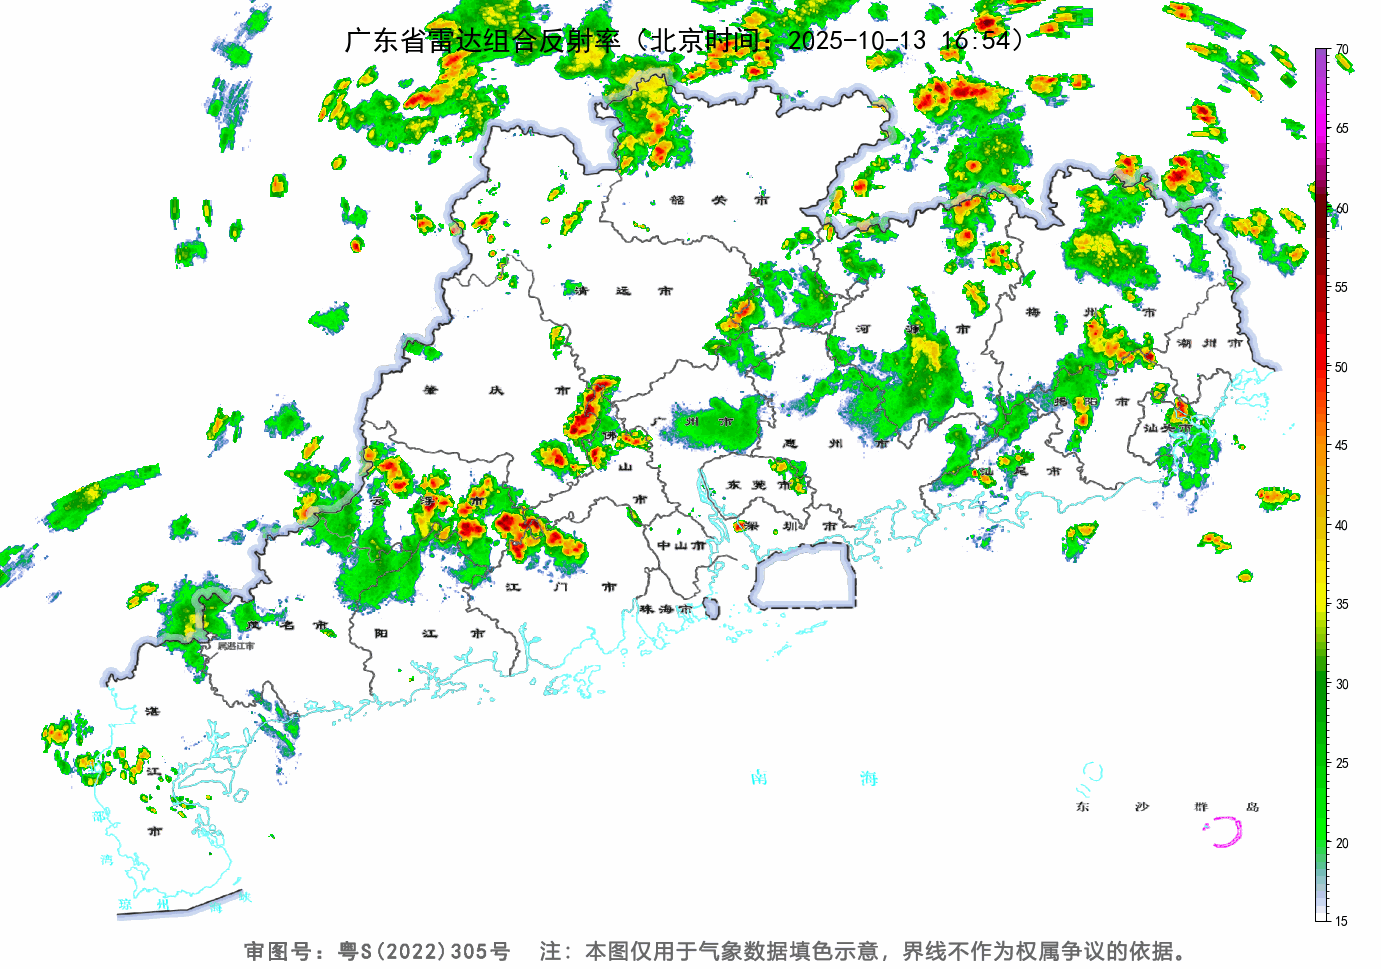 广东省雷达组合反射率（北京时间：2025-10-13 16:54）
70
65
60
55
50
45
40
35
30
25
20
15
韶关市
清远市
河源市
梅州市
潮州市
肇庆市
广州市
佛山市
惠州市
揭阳市
汕头市
汕尾市
东莞市
云浮市
深圳市
中山市
江门市
珠海市
茂名市
阳江市
属湛江市
湛江市
南海
东沙群岛
部湾
琼州海峡
审图号：粤S(2022)305号 注：本图仅用于气象数据填色示意，界线不作为权属争议的依据。